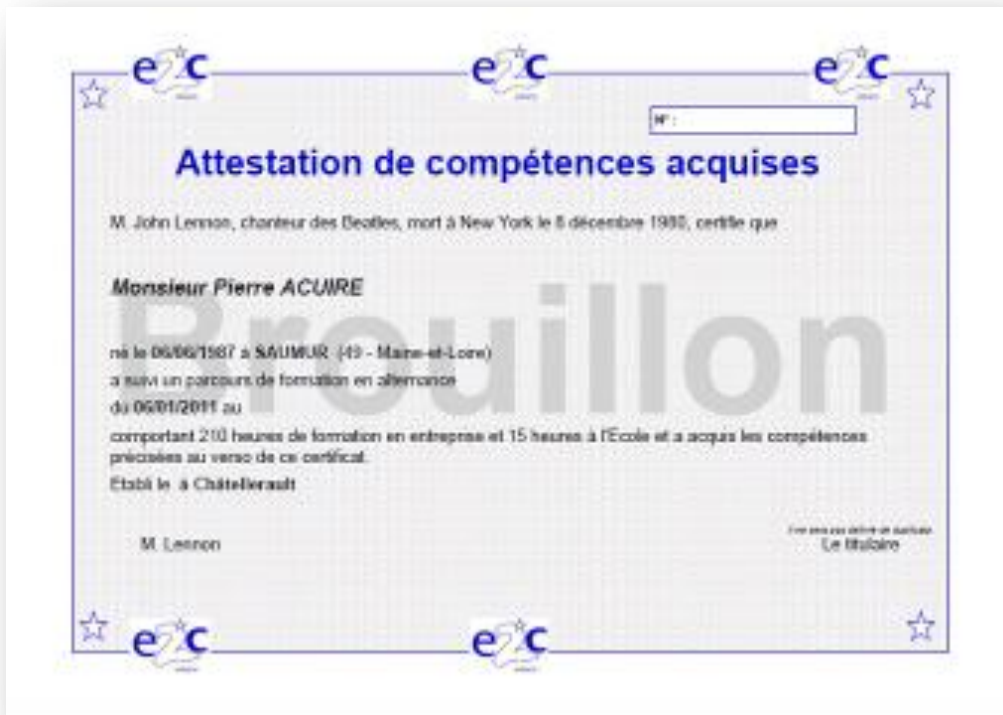 e2c e2c e2c
N° :
Attestation de compétences acquises
M. John Lennon, chanteur des Beatles, mort à New York le 8 décembre 1980, certifie que
Monsieur Pierre ACUIRE
Brouillon
né le 06/06/1987 à SAUMUR (49 - Maine-et-Loire)
a suivi un parcours de formation en alternance
du 06/01/2011 au
comportant 210 heures de formation en entreprise et 15 heures à l'Ecole et a acquis les compétences
précisées au verso de ce certificat.
Etabli le à Châtellerault
M. Lennon
Le titulaire
e2c e2c